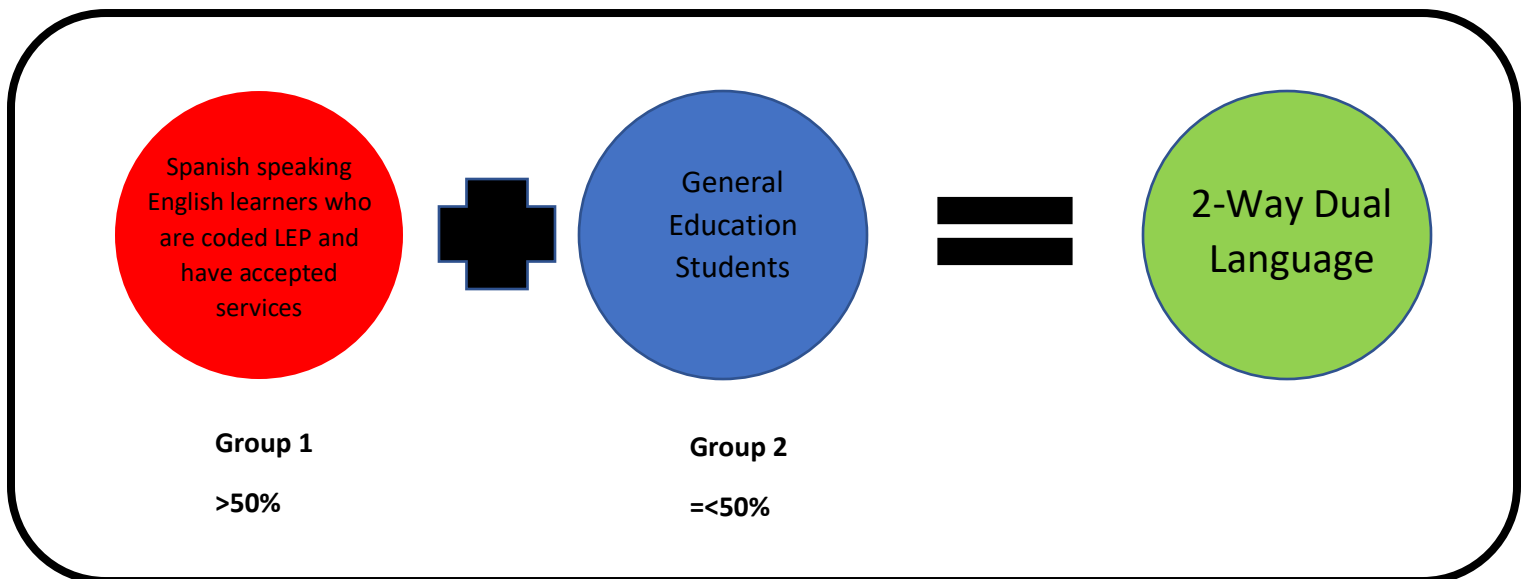 Spanish speaking
English learners who
are coded LEP and
have accepted
services
General
Education
Students
2-Way Dual
Language
Group 1
>50%
Group 2
=<50%